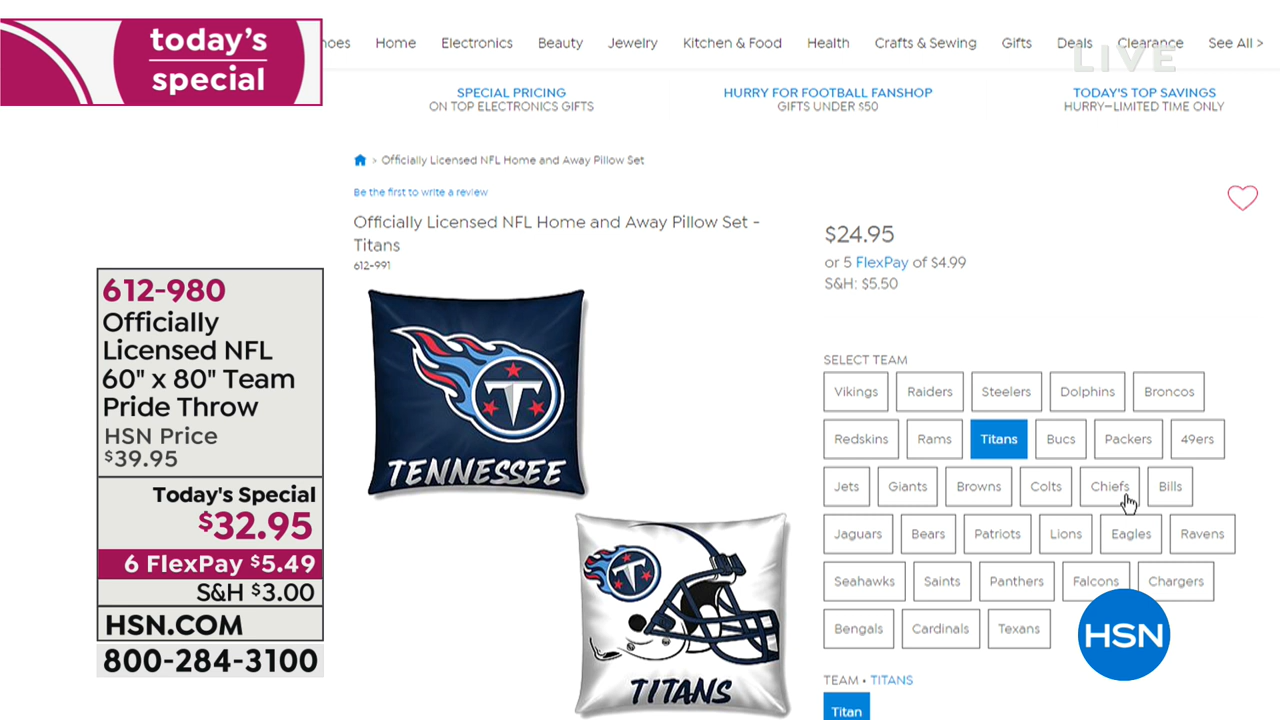 today's
special
oes Home Electronics Beauty Jewelry Kitchen & Food Health Crafts & Sewing Gifts Deals Clearance See All >
LIVE
SPECIAL PRICING
ON TOP ELECTRONICS GIFTS
HURRY FOR FOOTBALL FANSHOP
GIFTS UNDER $50
TODAY'S TOP SAVINGS
HURRY—LIMITED TIME ONLY
> Officially Licensed NFL Home and Away Pillow Set
Be the first to write a review
Officially Licensed NFL Home and Away Pillow Set -
Titans
612-991
$24.95
or 5 FlexPay of $4.99
S&H: $5.50
612-980
Officially
Licensed NFL
60" x 80" Team
Pride Throw
HSN Price
$39.95
Today's Special
$32.95
6 FlexPay $5.49
S&H $3.00
HSN.COM
800-284-3100
T
TENNESSEE
T
TITANS
SELECT TEAM
Vikings Raiders Steelers Dolphins Broncos
Redskins Rams Titans Bucs Packers 49ers
Jets Giants Browns Colts Chiefs Bills
Jaguars Bears Patriots Lions Eagles Ravens
Seahawks Saints Panthers Falcons Chargers
Bengals Cardinals Texans
HSN
TEAM • TITANS
Titan